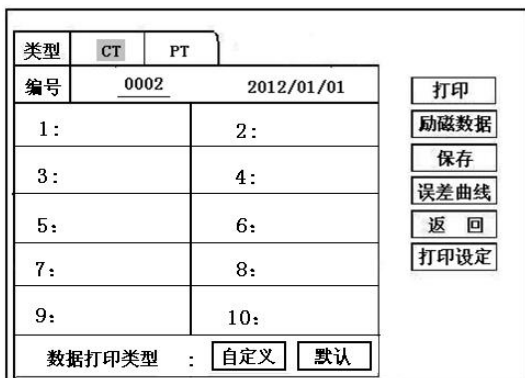 类型 CT PT
编号 0002 2012/01/01
1: 2:
3: 4:
5: 6:
7: 8:
9: 10:
数据打印类型 : 自定义 默认
打印
励磁数据
保存
误差曲线
返 回
打印设定